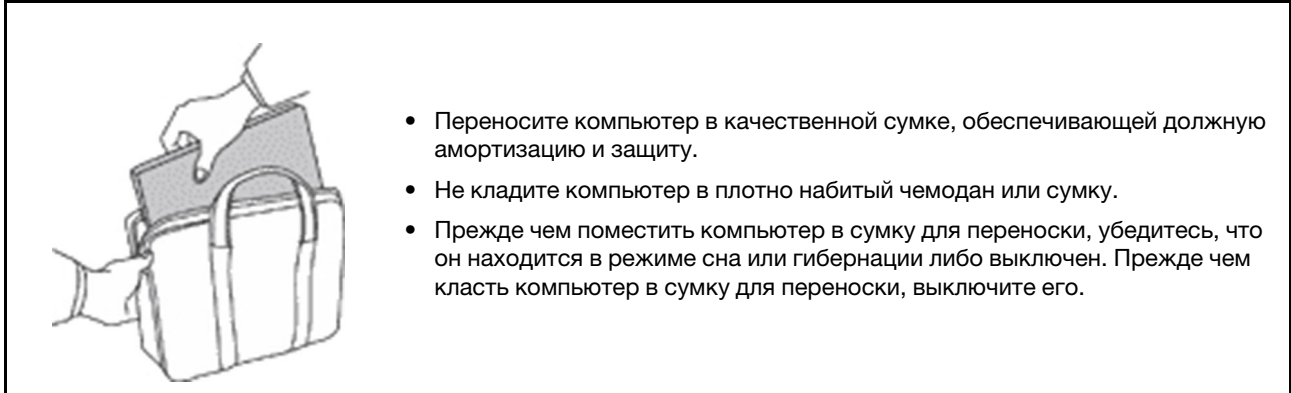 • Переносите компьютер в качественной сумке, обеспечивающей должную
амортизацию и защиту.
• Не кладите компьютер в плотно набитый чемодан или сумку.
• Прежде чем поместить компьютер в сумку для переноски, убедитесь, что
он находится в режиме сна или гибернации либо выключен. Прежде чем
класть компьютер в сумку для переноски, выключите его.